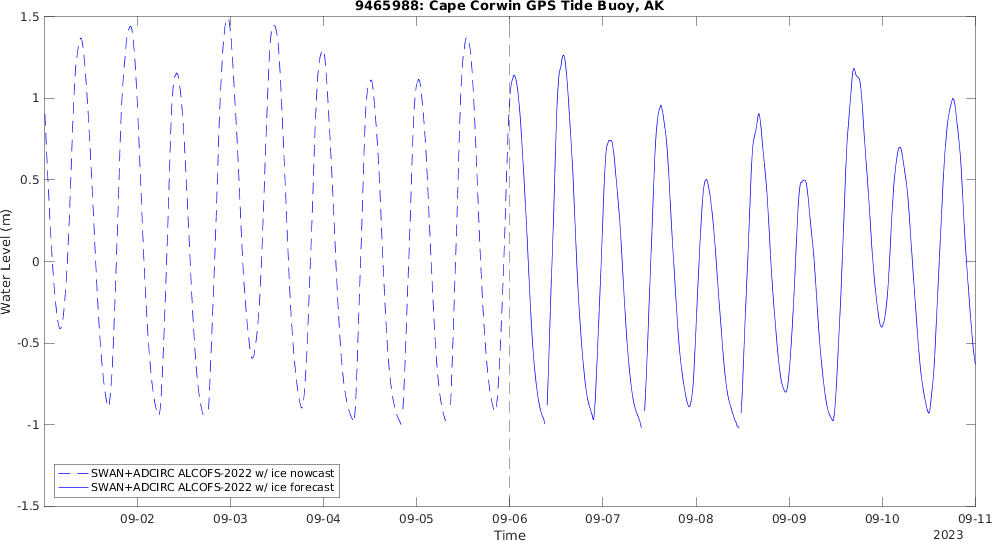 9465988: Cape Corwin GPS Tide Buoy, AK
1.5
1
0.5
0
-0.5
-1
-1.5
Water Level (m)
SWAN+ADCIRC ALCOFS-2022 w/ ice nowcast
SWAN+ADCIRC ALCOFS-2022 w/ ice forecast
09-02 09-03 09-04 09-05 09-06 09-07 09-08 09-09 09-10 09-11
Time
2023